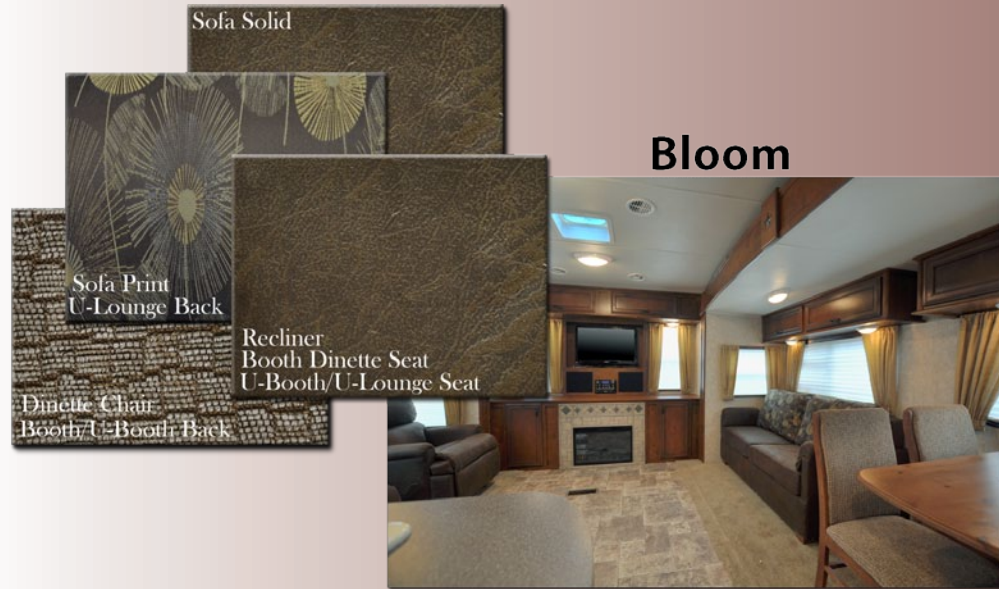 Sofa Solid
Bloom
Sofa Print
U-Lounge Back
Recliner
Booth Dinette Seat
U-Booth/U-Lounge Seat
Dinette Chair
Booth/U-Booth Back